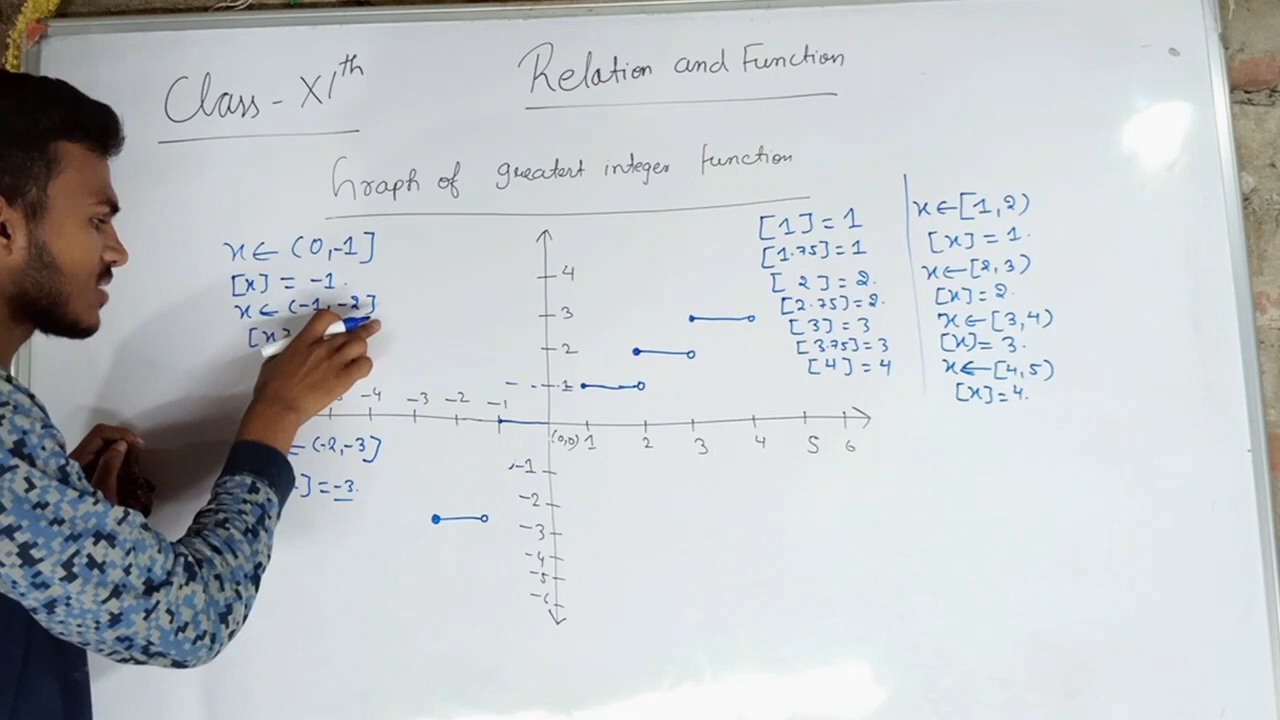 Class - XIth
Relation and Function
Graph of greatest integer function
x ∈ (0,-1]
[x] = -1.
x ∈ (-1,-2]
[x
(-2,-3]
] = -3.
4
3
2
1
-4 -3 -2 -1
(0,0) 1 2 3 4 5 6
-1
-2
-3
-4
-5
-6
[1] = 1
[1.75] = 1
[2] = 2.
[2.75] = 2.
[3] = 3
[3.75] = 3
[4] = 4
x ∈ [1,2)
[x] = 1.
x ∈ [2,3)
[x] = 2.
x ∈ [3,4)
[x] = 3.
x ∈ [4,5)
[x] = 4.